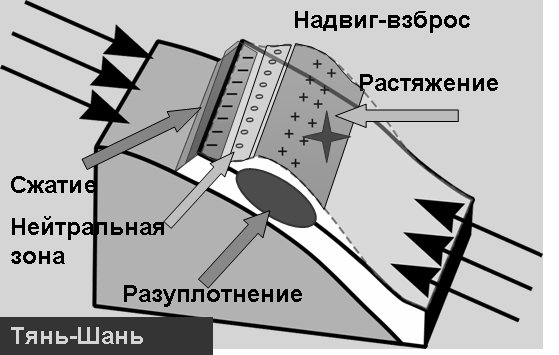 Надвиг-взброс
Растяжение
Сжатие
Нейтральная
зона
Разуплотнение
Тянь-Шань